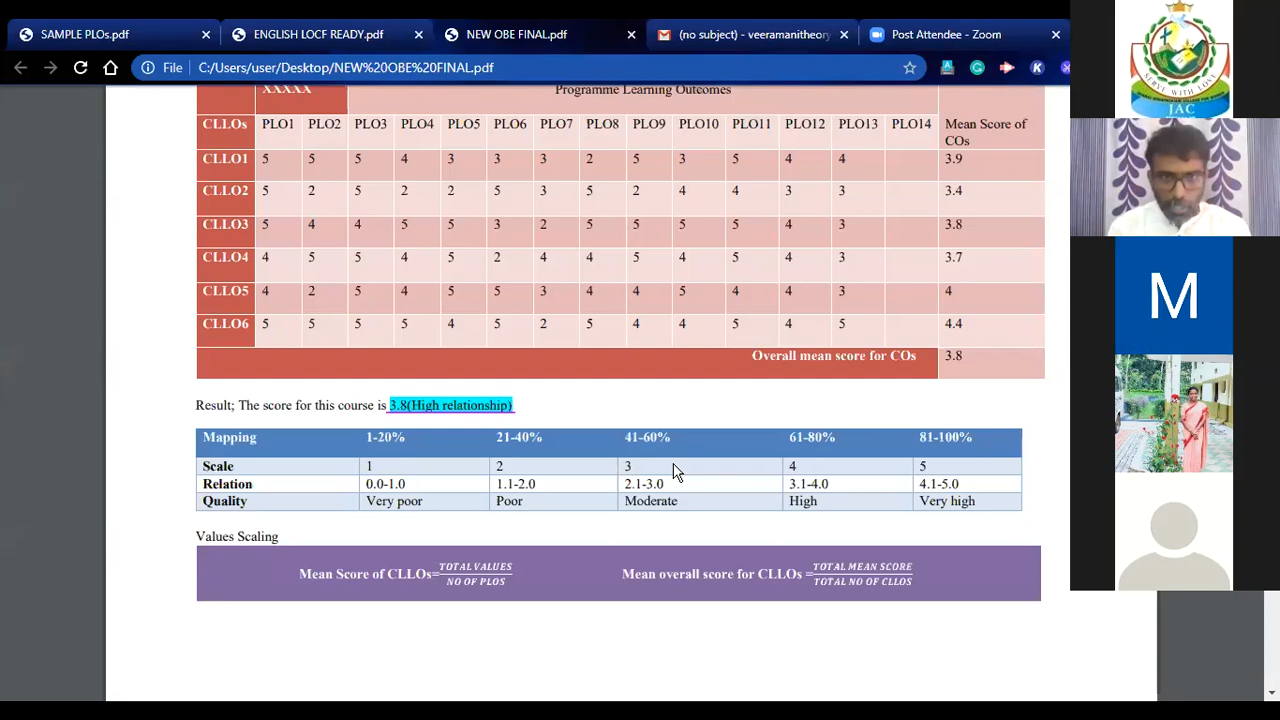 SAMPLE PLOs.pdf
ENGLISH LOCF READY.pdf
NEW OBE FINAL.pdf
(no subject) - veeramanitheory
Post Attendee - Zoom
File C:/Users/user/Desktop/NEW%20OBE%20FINAL.pdf
XXXXX Programme Learning Outcomes
CLLOs PLO1 PLO2 PLO3 PLO4 PLO5 PLO6 PLO7 PLO8 PLO9 PLO10 PLO11 PLO12 PLO13 PLO14 Mean Score of
COs
CLLO1 5 5 5 4 3 3 3 2 5 3 5 4 4 3.9
CLLO2 5 2 5 2 2 5 3 5 2 4 4 3 3 3.4
CLLO3 5 4 4 5 5 3 2 5 5 5 5 4 3 3.8
CLLO4 4 5 5 4 5 2 4 4 5 4 5 4 3 3.7
CLLO5 4 2 5 4 5 5 3 4 4 5 4 4 3 4
CLLO6 5 5 5 5 4 5 2 5 4 4 5 4 5 4.4
Overall mean score for COs 3.8
Result; The score for this course is 3.8(High relationship)
Mapping 1-20% 21-40% 41-60% 61-80% 81-100%
Scale 1 2 3 4 5
Relation 0.0-1.0 1.1-2.0 2.1-3.0 3.1-4.0 4.1-5.0
Quality Very poor Poor Moderate High Very high
Values Scaling
Mean Score of CLLOs= TOTAL VALUES / NO OF PLOS Mean overall score for CLLOs = TOTAL MEAN SCORE / TOTAL NO OF CLLOS
SERVE WITH LOVE
JAC
M